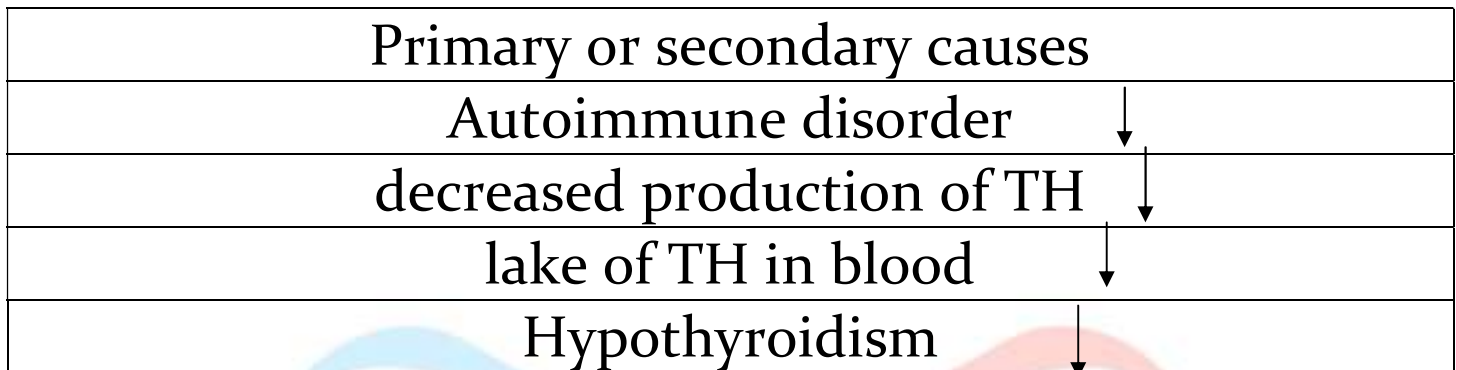 Primary or secondary causes
Autoimmune disorder
decreased production of TH
lake of TH in blood
Hypothyroidism